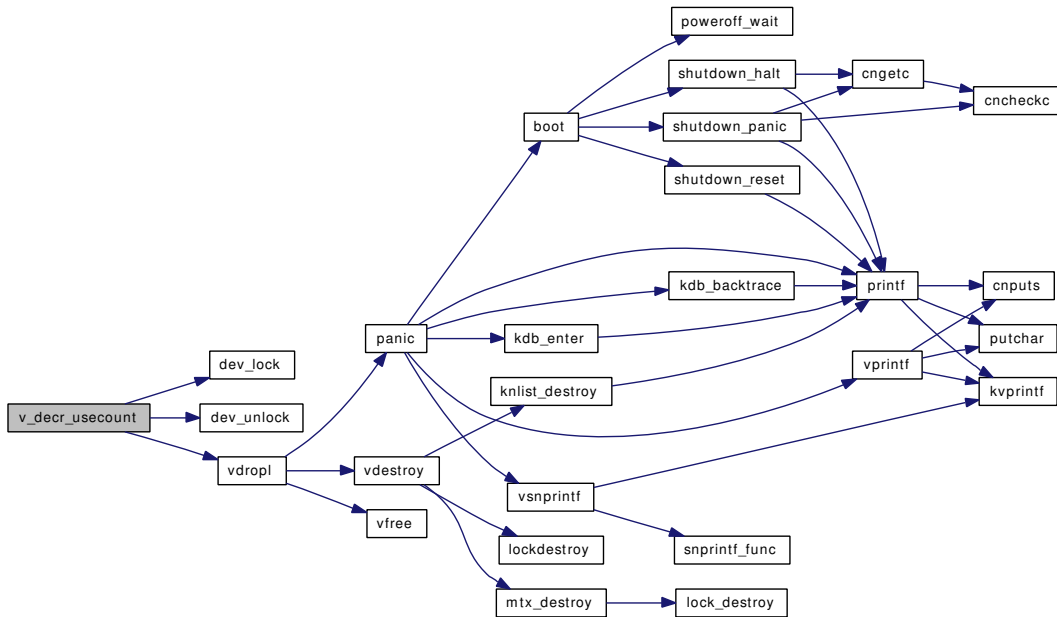 poweroff_wait
shutdown_halt
cngetc
cncheckc
boot
shutdown_panic
shutdown_reset
kdb_backtrace
printf
cnputs
panic
kdb_enter
putchar
dev_lock
vprintf
knlist_destroy
kvprintf
v_decr_usecount
dev_unlock
vdropl
vdestroy
vsnprintf
vfree
lockdestroy
snprintf_func
mtx_destroy
lock_destroy